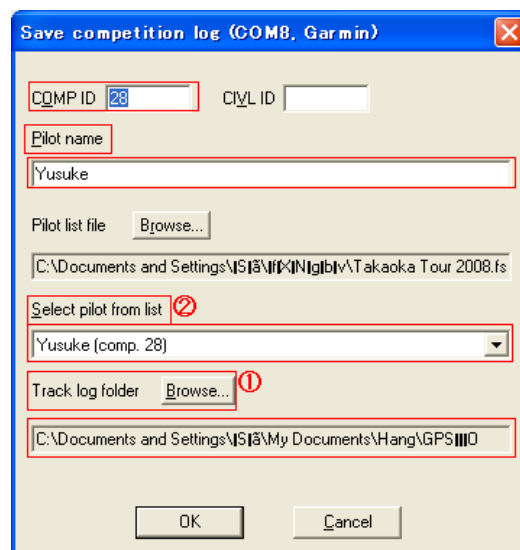 Save competition log (COM8, Garmin)
COMP ID 28 CIVL ID
Pilot name
Yusuke
Pilot list file Browse...
C:\Documents and Settings\ \Takaoka Tour 2008.fs
Select pilot from list ②
Yusuke (comp. 28)
Track log folder Browse... ①
C:\Documents and Settings\ \My Documents\Hang\GPS
OK Cancel